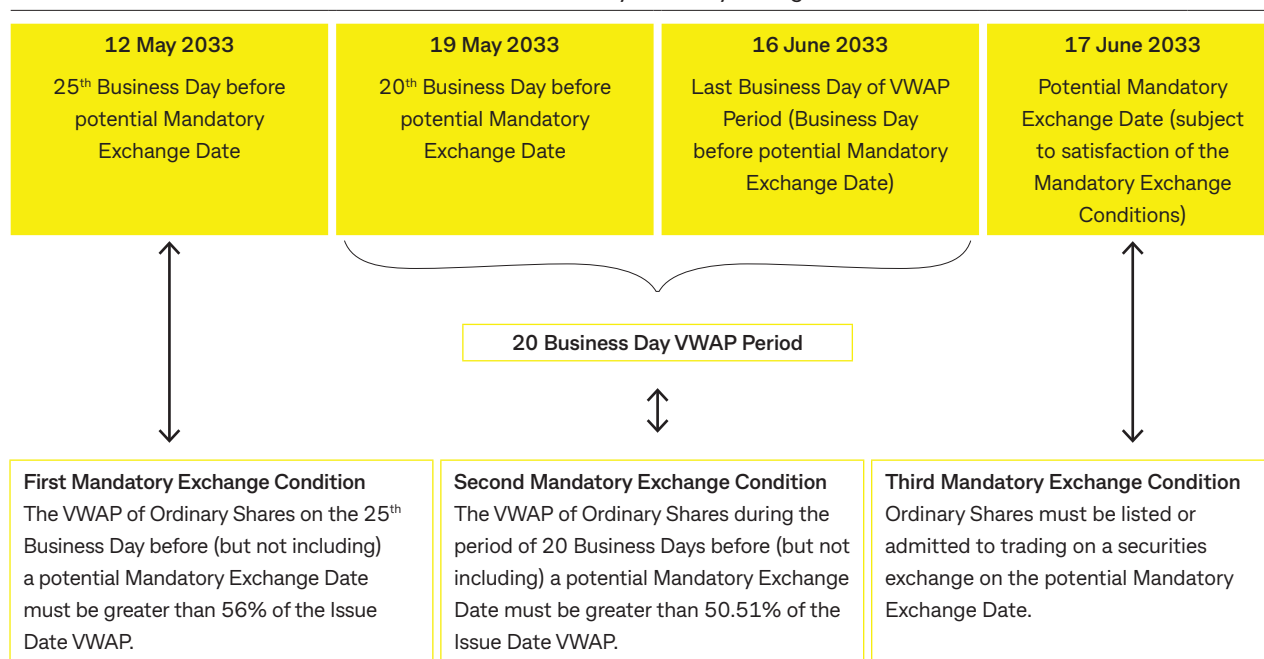 12 May 2033
25th Business Day before
potential Mandatory
Exchange Date
19 May 2033
20th Business Day before
potential Mandatory
Exchange Date
16 June 2033
Last Business Day of VWAP
Period (Business Day
before potential Mandatory
Exchange Date)
17 June 2033
Potential Mandatory
Exchange Date (subject
to satisfaction of the
Mandatory Exchange
Conditions)
20 Business Day VWAP Period
First Mandatory Exchange Condition
The VWAP of Ordinary Shares on the 25th
Business Day before (but not including)
a potential Mandatory Exchange Date
must be greater than 56% of the Issue
Date VWAP.
Second Mandatory Exchange Condition
The VWAP of Ordinary Shares during the
period of 20 Business Days before (but not
including) a potential Mandatory Exchange
Date must be greater than 50.51% of the
Issue Date VWAP.
Third Mandatory Exchange Condition
Ordinary Shares must be listed or
admitted to trading on a securities
exchange on the potential Mandatory
Exchange Date.